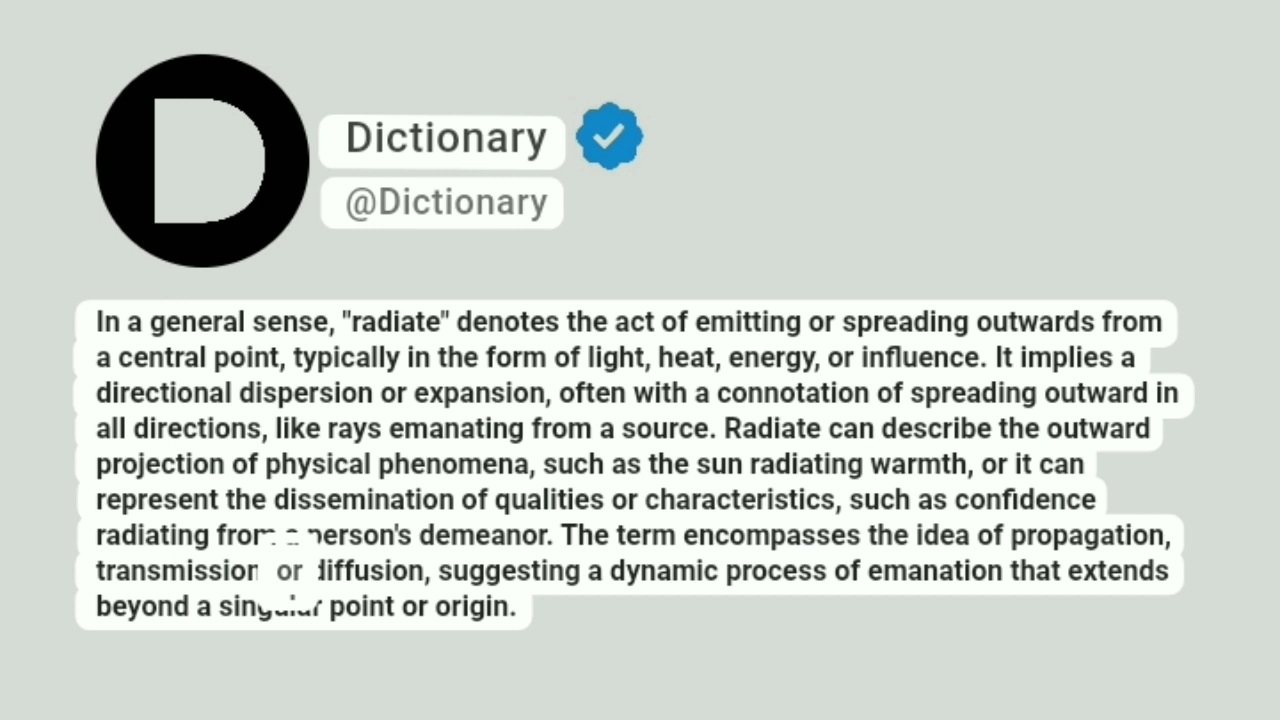 D
Dictionary
@Dictionary
In a general sense, "radiate" denotes the act of emitting or spreading outwards from
a central point, typically in the form of light, heat, energy, or influence. It implies a
directional dispersion or expansion, often with a connotation of spreading outward in
all directions, like rays emanating from a source. Radiate can describe the outward
projection of physical phenomena, such as the sun radiating warmth, or it can
represent the dissemination of qualities or characteristics, such as confidence
radiating from a person's demeanor. The term encompasses the idea of propagation,
transmission or diffusion, suggesting a dynamic process of emanation that extends
beyond a singular point or origin.